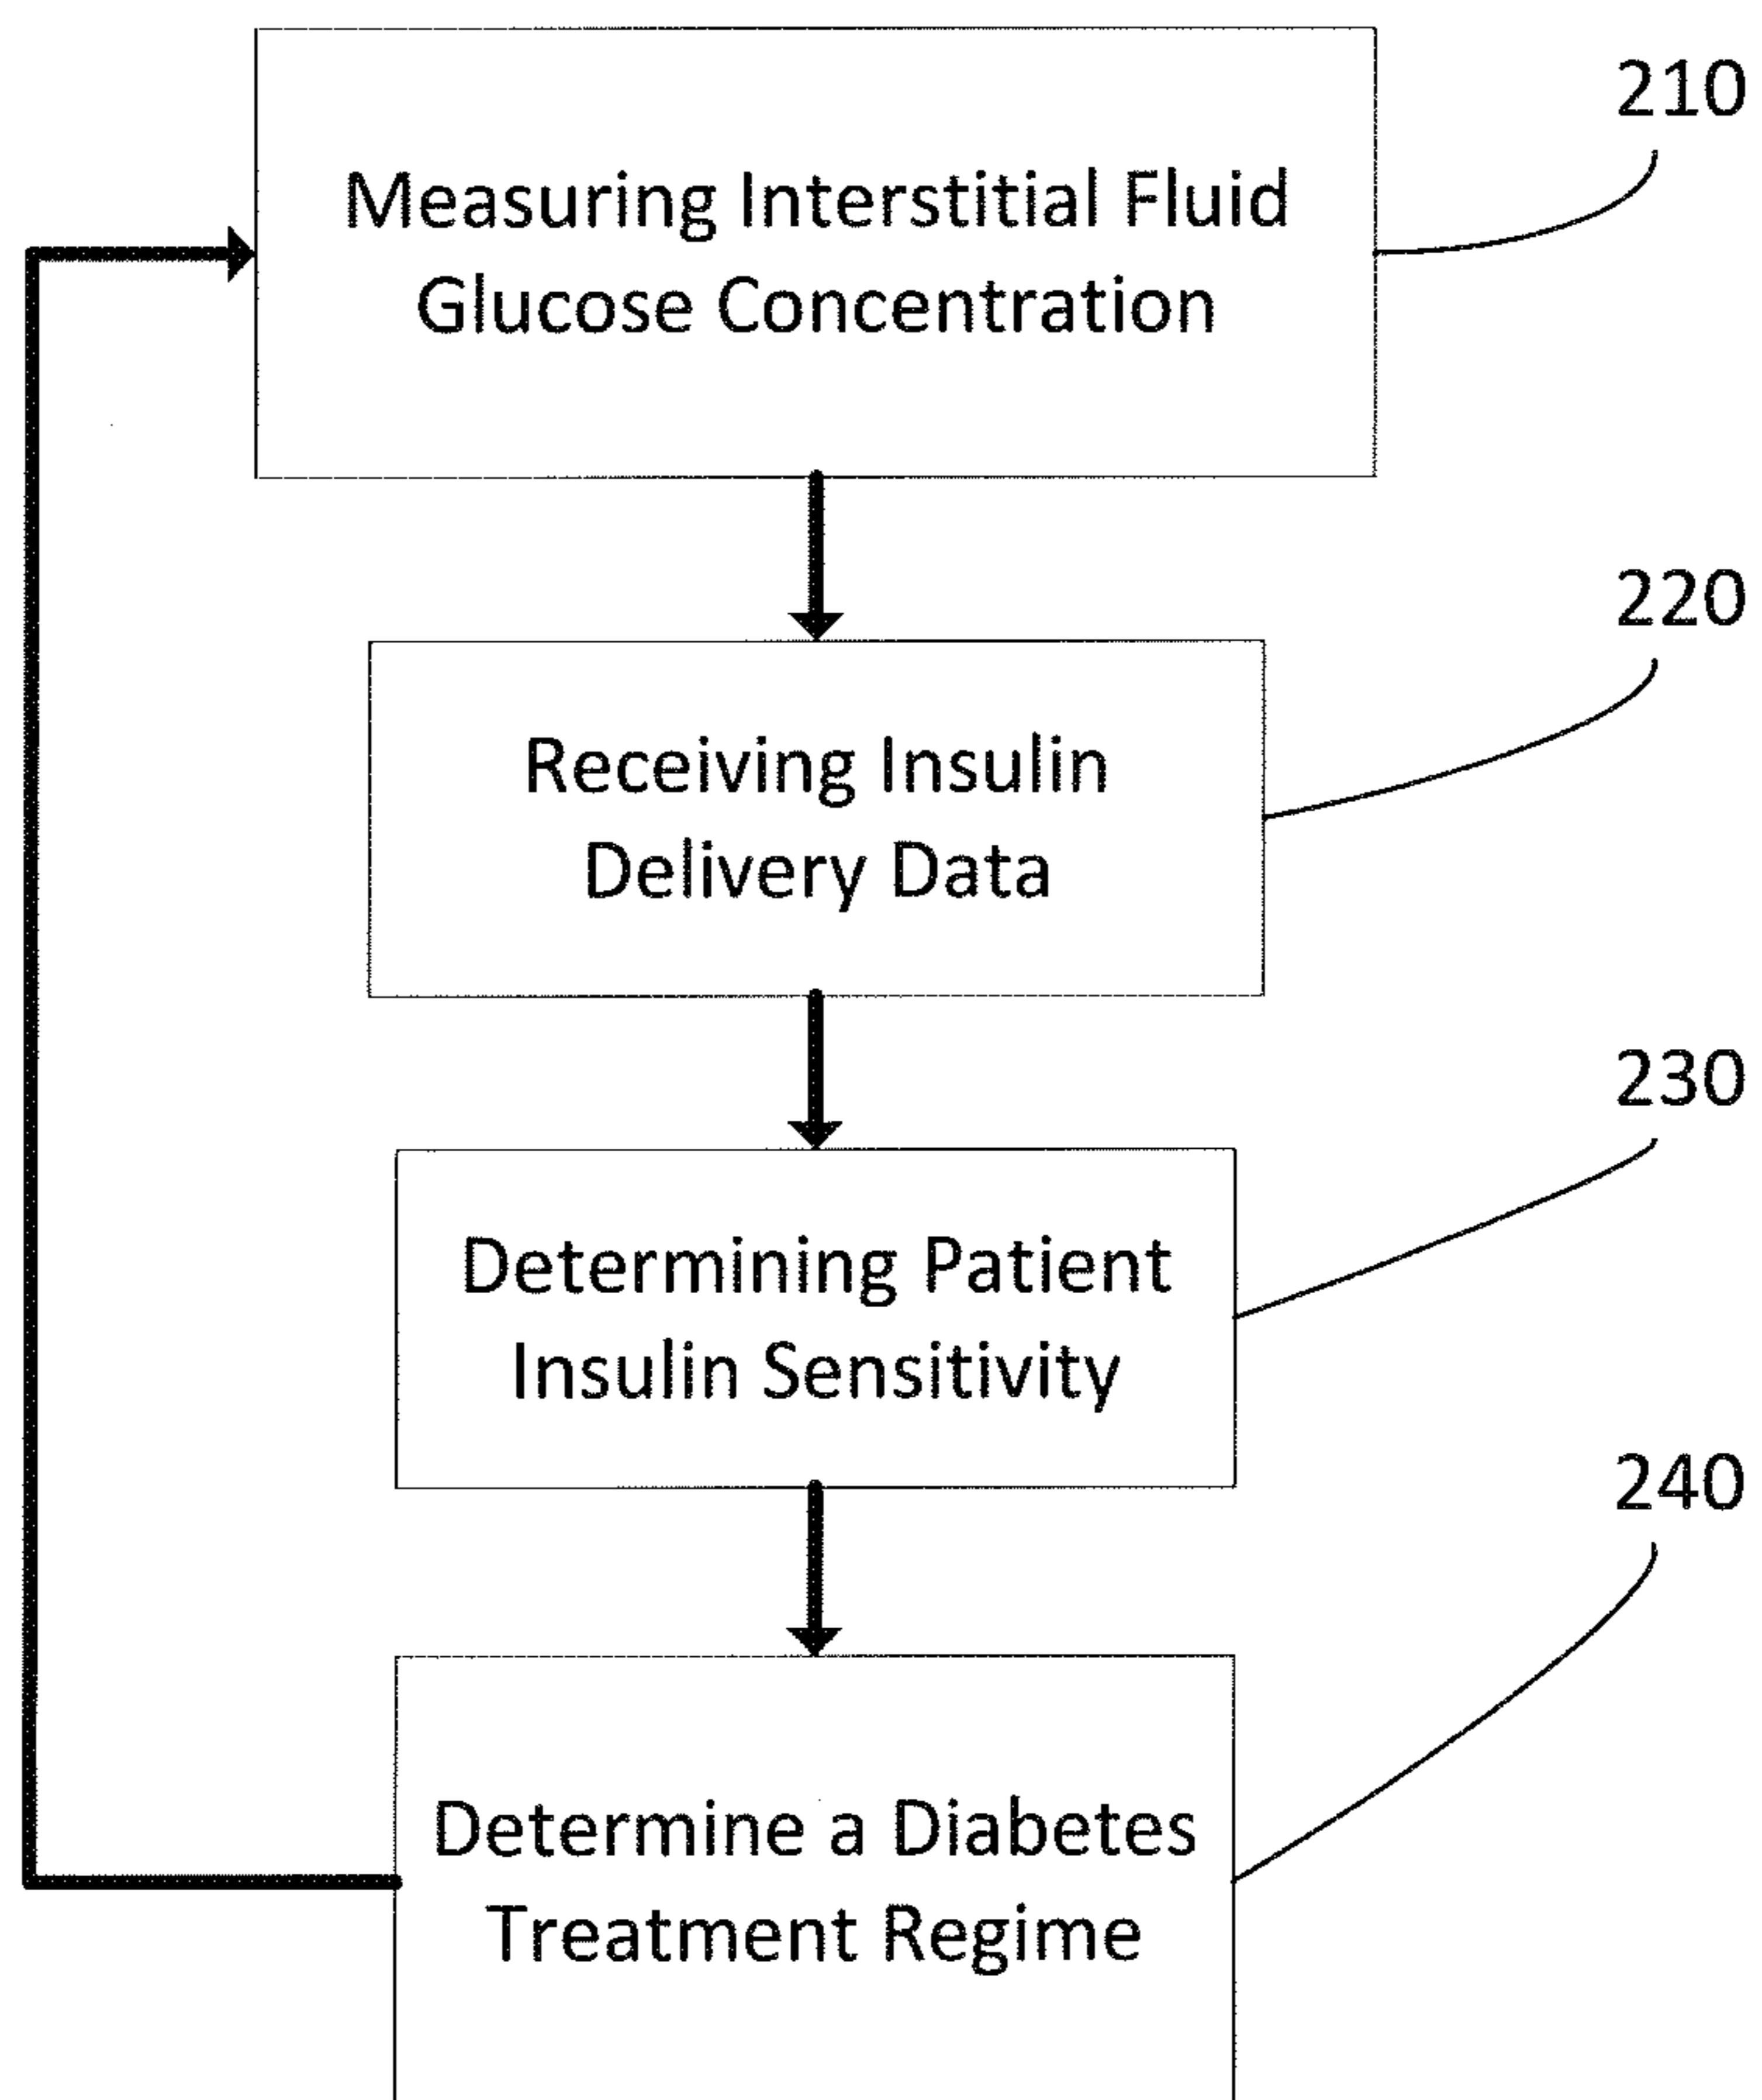 210
Measuring Interstitial Fluid
Glucose Concentration
220
Receiving Insulin
Delivery Data
230
Determining Patient
Insulin Sensitivity
240
Determine a Diabetes
Treatment Regime